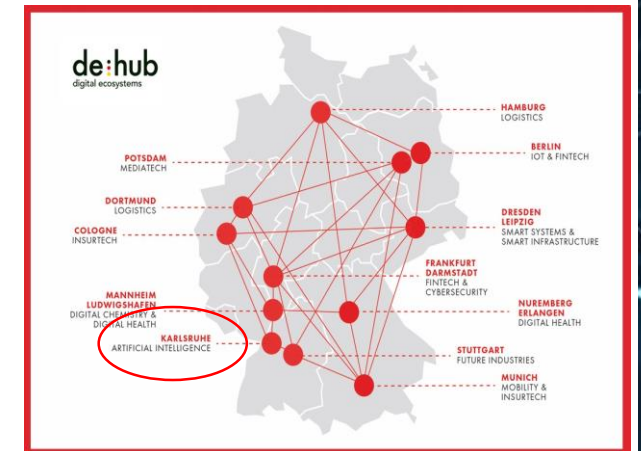 de:hub
digital ecosystems
HAMBURG
LOGISTICS
BERLIN
IOT & FINTECH
POTSDAM
MEDIATECH
DORTMUND
LOGISTICS
COLOGNE
INSURTECH
DRESDEN
LEIPZIG
SMART SYSTEMS &
SMART INFRASTRUCTURE
FRANKFURT
DARMSTADT
FINTECH &
CYBERSECURITY
MANNHEIM
LUDWIGSHAFEN
DIGITAL CHEMISTRY &
DIGITAL HEALTH
NUREMBERG
ERLANGEN
DIGITAL HEALTH
KARLSRUHE
ARTIFICIAL INTELLIGENCE
STUTTGART
FUTURE INDUSTRIES
MUNICH
MOBILITY &
INSURTECH